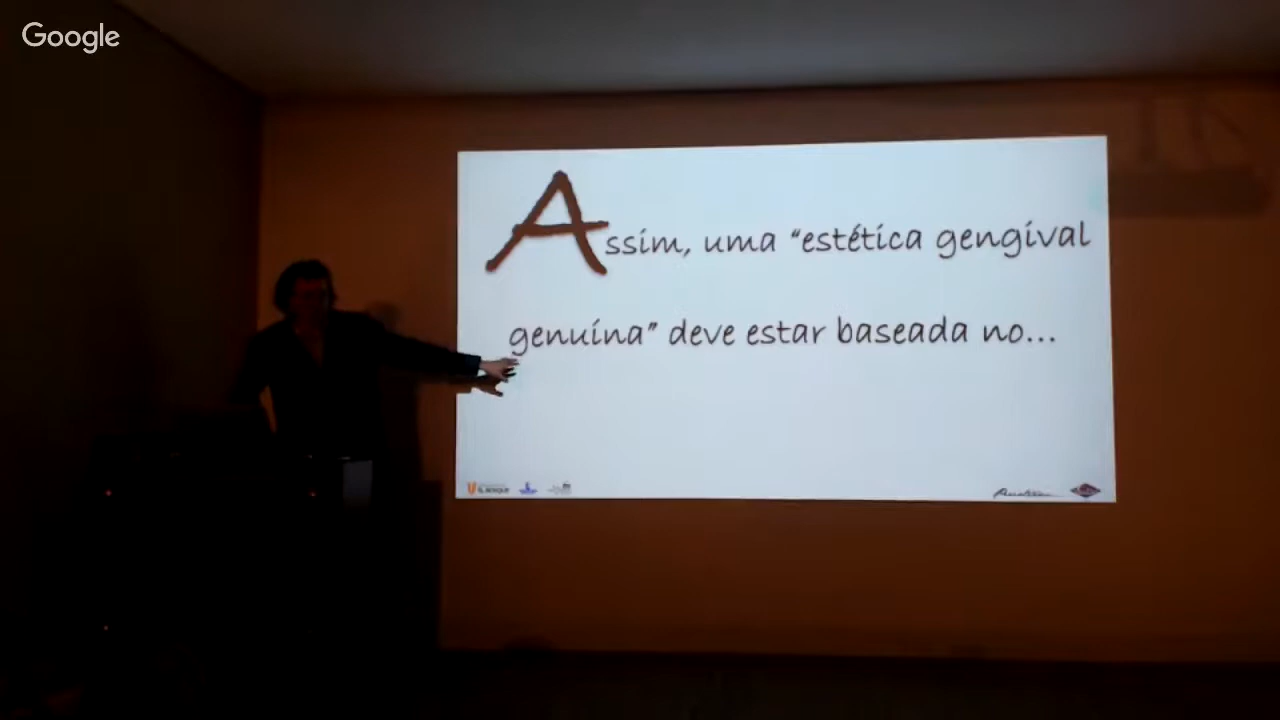 Google
Assim, uma “estética gengival
genuína” deve estar baseada no...